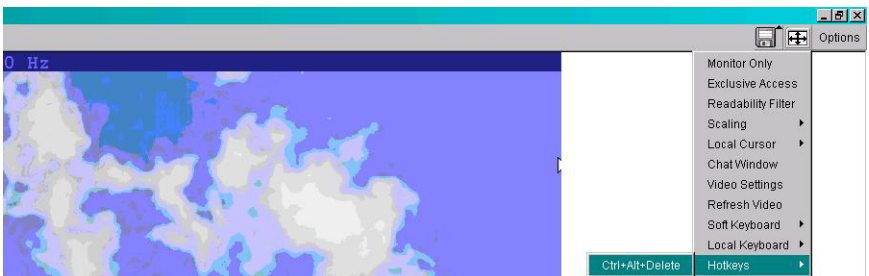 Options
0 Hz
Monitor Only
Exclusive Access
Readability Filter
Scaling
Local Cursor
Chat Window
Video Settings
Refresh Video
Soft Keyboard
Local Keyboard
Ctrl+Alt+Delete Hotkeys